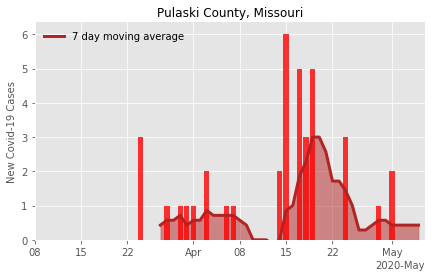 Pulaski County, Missouri
7 day moving average
New Covid-19 Cases
6
5
4
3
2
1
0
08
15
22
Apr
08
15
22
May
2020-May